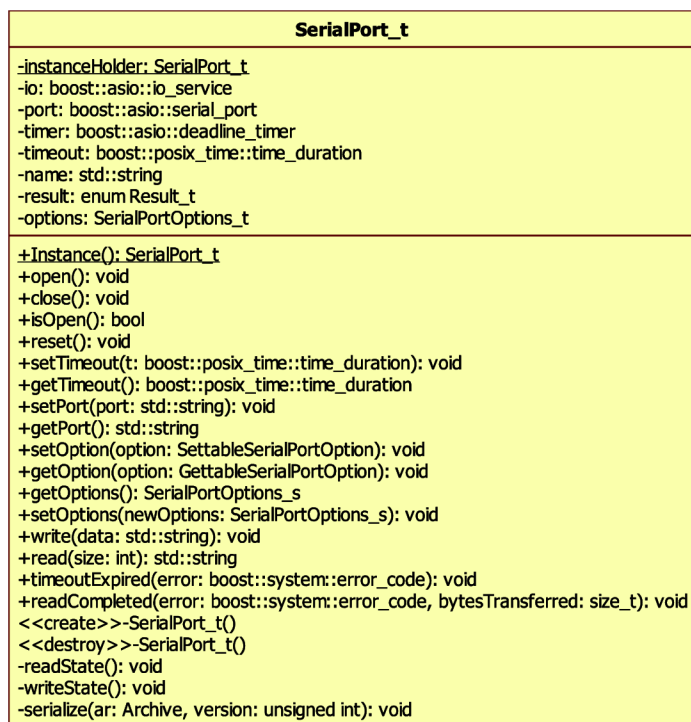 SerialPort_t
-instanceHolder: SerialPort_t
-io: boost::asio::io_service
-port: boost::asio::serial_port
-timer: boost::asio::deadline_timer
-timeout: boost::posix_time::time_duration
-name: std::string
-result: enum Result_t
-options: SerialPortOptions_t
+Instance(): SerialPort_t
+open(): void
+close(): void
+isOpen(): bool
+reset(): void
+setTimeout(t: boost::posix_time::time_duration): void
+getTimeout(): boost::posix_time::time_duration
+setPort(port: std::string): void
+getPort(): std::string
+setOption(option: SettableSerialPortOption): void
+getOption(option: GettableSerialPortOption): void
+getOptions(): SerialPortOptions_s
+setOptions(newOptions: SerialPortOptions_s): void
+write(data: std::string): void
+read(size: int): std::string
+timeoutExpired(error: boost::system::error_code): void
+readCompleted(error: boost::system::error_code, bytesTransferred: size_t): void
<<create>>-SerialPort_t()
<<destroy>>-SerialPort_t()
-readState(): void
-writeState(): void
-serialize(ar: Archive, version: unsigned int): void